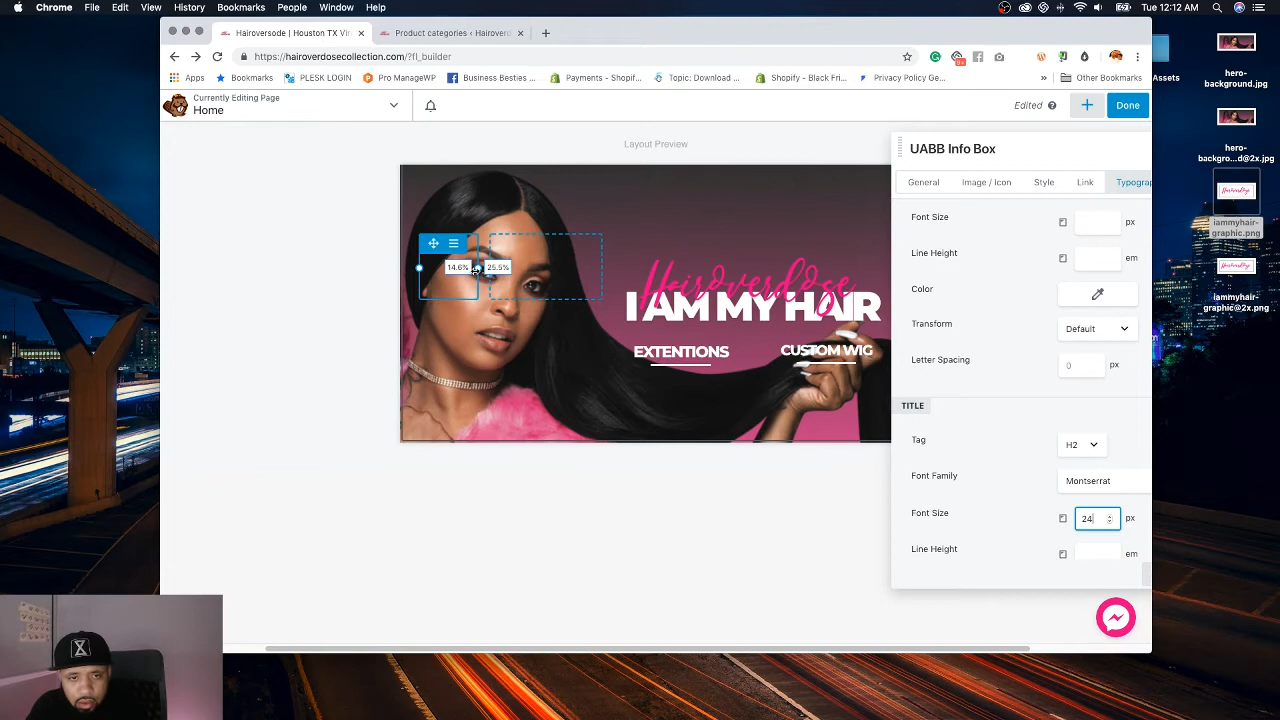 Chrome File Edit View History Bookmarks People Window Help
Tue 12:12 AM
Hairoversode | Houston TX Vir
Product categories ‹ Hairoverd
https://hairoverdosecollection.com/?fl_builder
Apps Bookmarks PLESK LOGIN Pro ManageWP Business Besties ... Payments - Shopif... Topic: Download ... Shopify - Black Fri... Privacy Policy Ge... » Other Bookmarks
Assets
Currently Editing Page
Home
Edited
Done
Layout Preview
UABB Info Box
General Image / Icon Style Link Typogra
Font Size px
Line Height em
Color
Transform Default
Letter Spacing 0 px
TITLE
Tag H2
Font Family Montserrat
Font Size 24 px
Line Height em
14.6% 25.5%
Hairoverdose
I AM MY HAIR
EXTENTIONS CUSTOM WIG
hero-
background.jpg
hero-
backgro...d@2x.jpg
iammyhair-
graphic.png
iammyhair-
graphic@2x.png